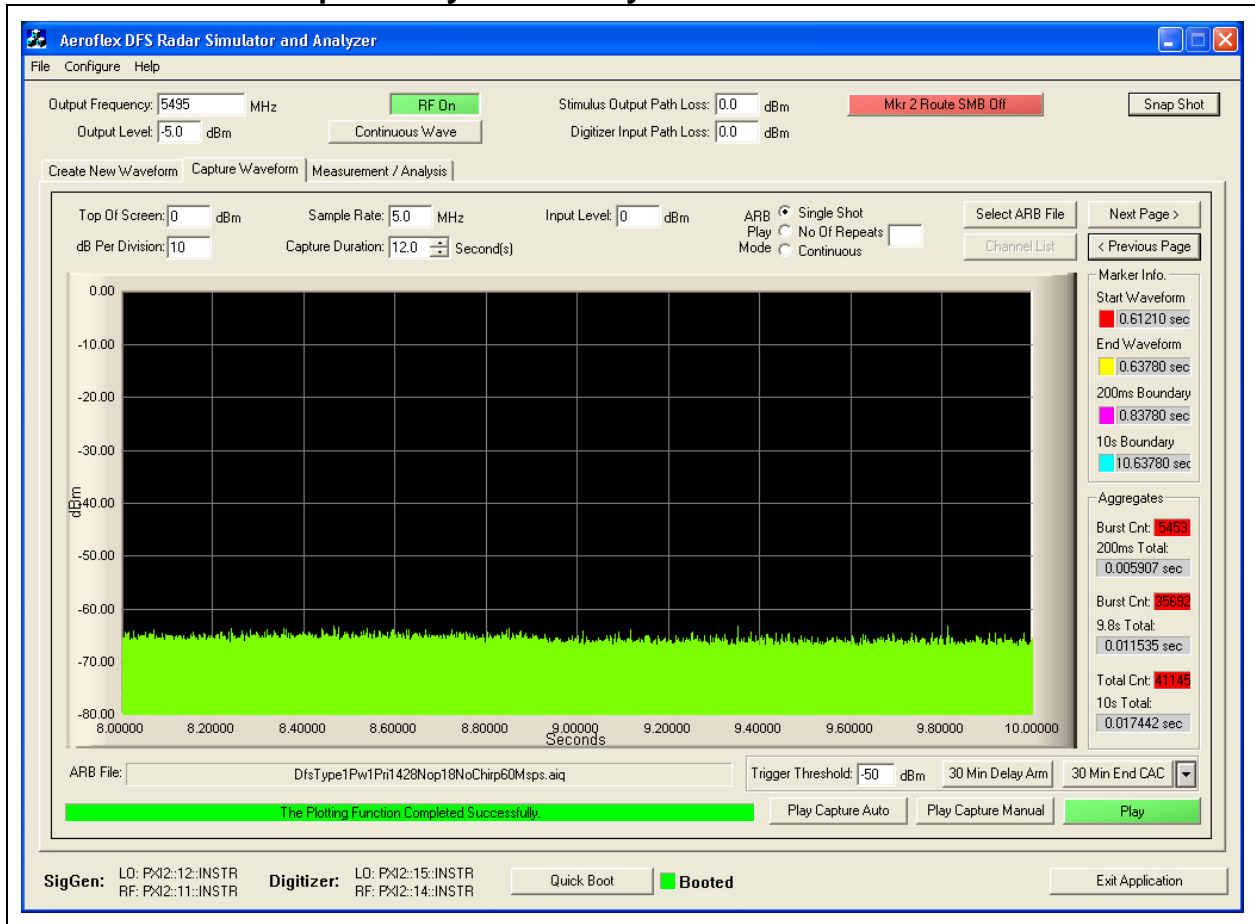 Aeroflex DFS Radar Simulator and Analyzer
File Configure Help
Output Frequency: 5495 MHz
RF On
Stimulus Output Path Loss: 0.0 dBm
Mkr 2 Route SMB Off
Snap Shot
Output Level: -5.0 dBm
Continuous Wave
Digitizer Input Path Loss: 0.0 dBm
Create New Waveform
Capture Waveform
Measurement / Analysis
Top Of Screen: 0 dBm
Sample Rate: 5.0 MHz
Input Level: 0 dBm
ARB Play Mode
Single Shot
No Of Repeats
Continuous
Select ARB File
Next Page >
dB Per Division: 10
Capture Duration: 12.0 Second(s)
Channel List
< Previous Page
0.00
-10.00
-20.00
-30.00
-40.00
-50.00
-60.00
-70.00
-80.00
dBm
8.00000 8.20000 8.40000 8.60000 8.80000 9.00000 9.20000 9.40000 9.60000 9.80000 10.00000
Seconds
Marker Info.
Start Waveform
0.61210 sec
End Waveform
0.63780 sec
200ms Boundary
0.83780 sec
10s Boundary
10.63780 sec
Aggregates
Burst Cnt: 5453
200ms Total:
0.005907 sec
Burst Cnt: 35692
9.8s Total:
0.011535 sec
Total Cnt: 41145
10s Total:
0.017442 sec
ARB File: DfsType1Pw1Pri1428Nop18NoChirp60Msps.aiq
Trigger Threshold: -50 dBm
30 Min Delay Arm
30 Min End CAC
The Plotting Function Completed Successfully.
Play Capture Auto
Play Capture Manual
Play
SigGen:
LO: PXI2::12::INSTR
RF: PXI2::11::INSTR
Digitizer:
LO: PXI2::15::INSTR
RF: PXI2::14::INSTR
Quick Boot
Booted
Exit Application